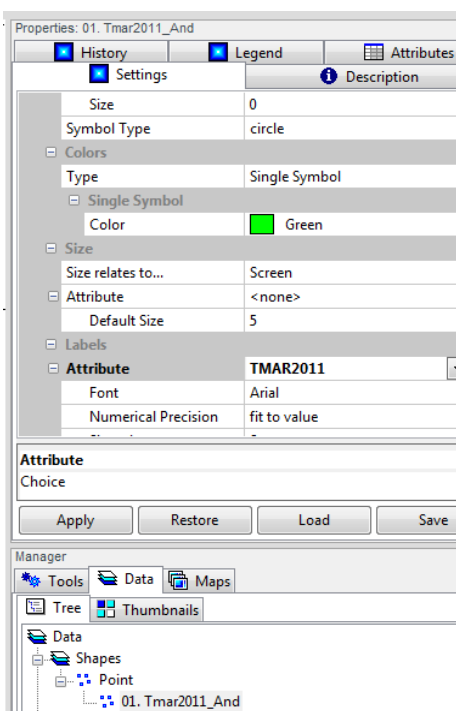 Properties: 01. Tmar2011_And
History Legend Attributes
Settings Description
Size 0
Symbol Type circle
Colors
Type Single Symbol
Single Symbol
Color Green
Size
Size relates to... Screen
Attribute <none>
Default Size 5
Labels
Attribute TMAR2011
Font Arial
Numerical Precision fit to value
Attribute
Choice
Apply Restore Load Save
Manager
Tools Data Maps
Tree Thumbnails
Data
Shapes
Point
01. Tmar2011_And